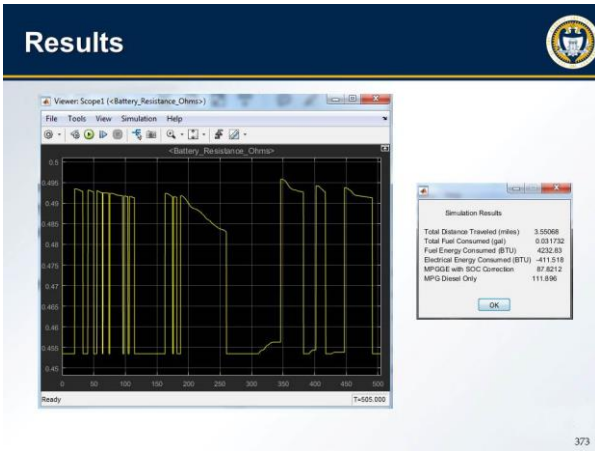 Results
Viewer: Scope1 (<Battery_Resistance_Ohms>)
File Tools View Simulation Help
<Battery_Resistance_Ohms>
0.5
0.495
0.49
0.485
0.48
0.475
0.47
0.465
0.46
0.455
0.45
0 50 100 150 200 250 300 350 400 450 500
Ready T=505.000
Simulation Results
Total Distance Traveled (miles) 3.55068
Total Fuel Consumed (gal) 0.031732
Fuel Energy Consumed (BTU) 4232.83
Electrical Energy Consumed (BTU) -411.518
MPGGE with SOC Correction 87.8212
MPG Diesel Only 111.896
OK
373